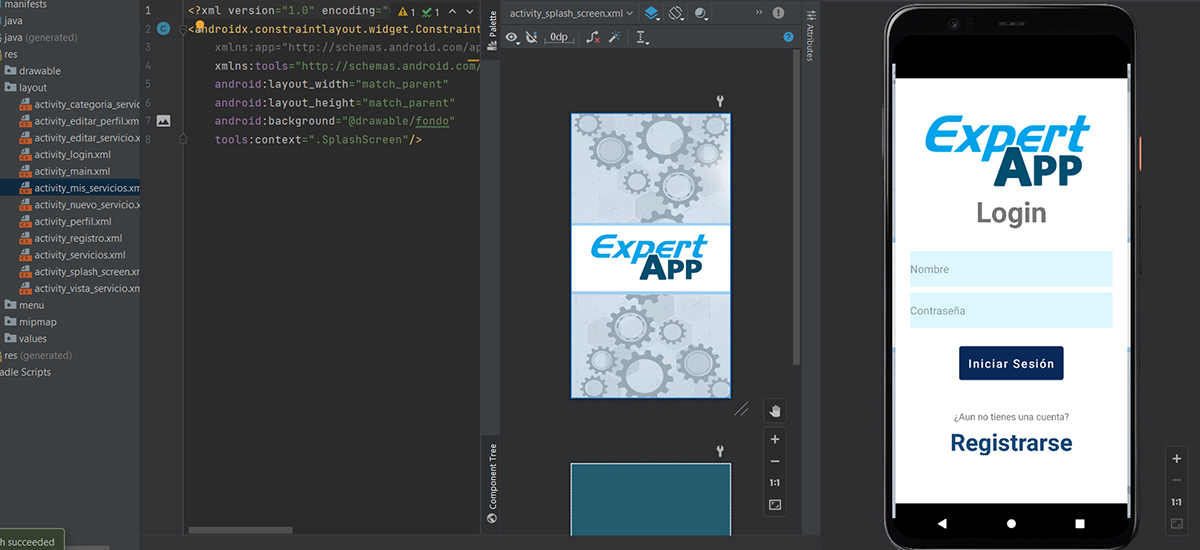 manifests
java
java (generated)
res
drawable
layout
activity_categoria_servic
activity_editar_perfil.xm
activity_editar_servicio.
activity_login.xml
activity_main.xml
activity_mis_servicios.xm
activity_nuevo_servicio.x
activity_perfil.xml
activity_registro.xml
activity_servicios.xml
activity_splash_screen.xm
activity_vista_servicio.xm
menu
mipmap
values
res (generated)
adle Scripts
h succeeded
1 <?xml version="1.0" encoding="
1 1
2 <androidx.constraintlayout.widget.Constraint
3 xmlns:app="http://schemas.android.com/ap
4 xmlns:tools="http://schemas.android.com/
5 android:layout_width="match_parent"
6 android:layout_height="match_parent"
7 android:background="@drawable/fondo"
8 tools:context=".SplashScreen"/>
C
Palette
Component Tree
activity_splash_screen.xml
0dp
Attributes
Expert
APP
1:1
Expert
APP
Login
Nombre
Contraseña
Iniciar Sesión
¿Aun no tienes una cuenta?
Registrarse
1:1